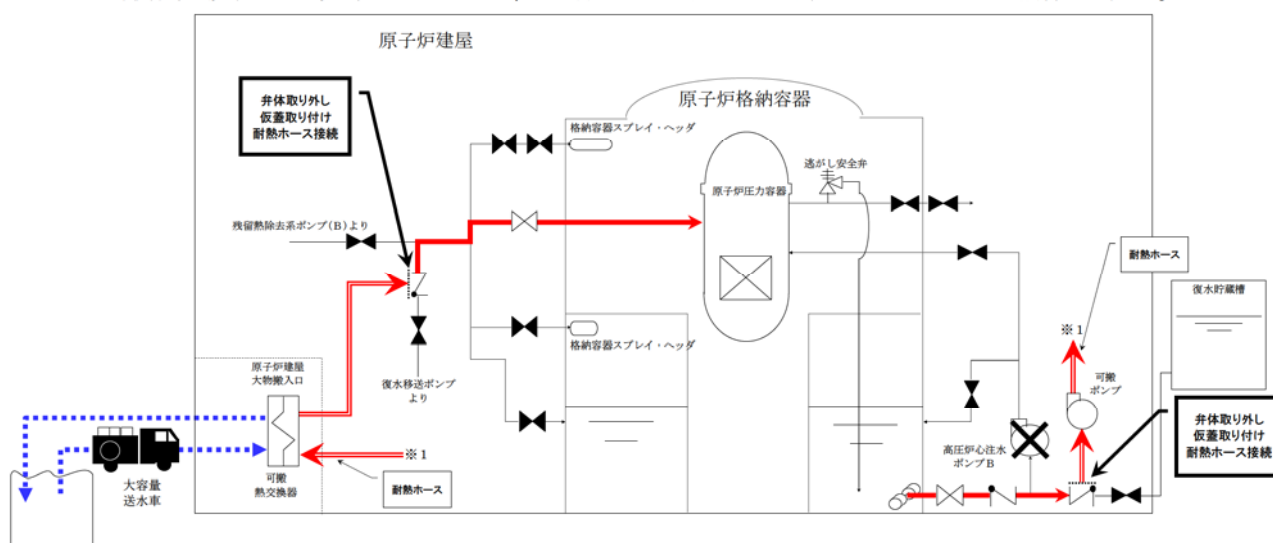 原子炉建屋
弁体取り外し
仮蓋取り付け
耐熱ホース接続
原子炉格納容器
格納容器スプレイ・ヘッダ
逃がし安全弁
原子炉圧力容器
残留熱除去系ポンプ(B)より
耐熱ホース
復水貯蔵槽
※1
格納容器スプレイ・ヘッダ
原子炉建屋
大物搬入口
復水移送ポンプ
より
可搬
ポンプ
弁体取り外し
仮蓋取り付け
耐熱ホース接続
※1
高圧炉心注水
ポンプB
大容量
送水車
可搬
熱交換器
耐熱ホース